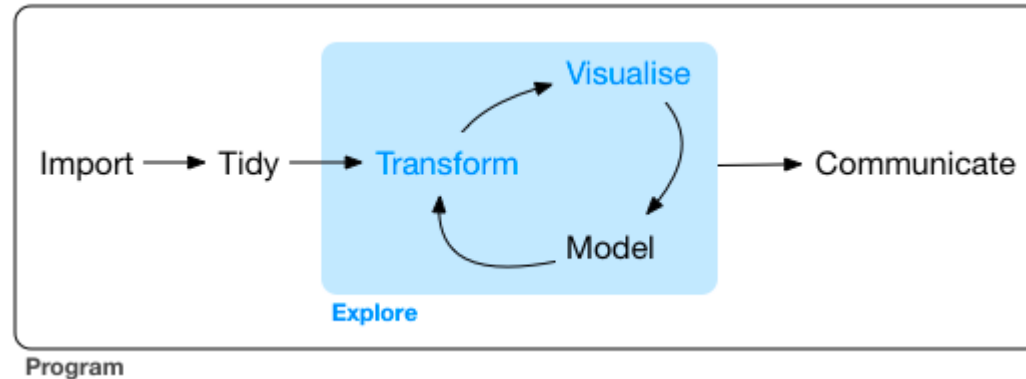 Visualise
Import Tidy Transform Communicate
Model
Explore
Program